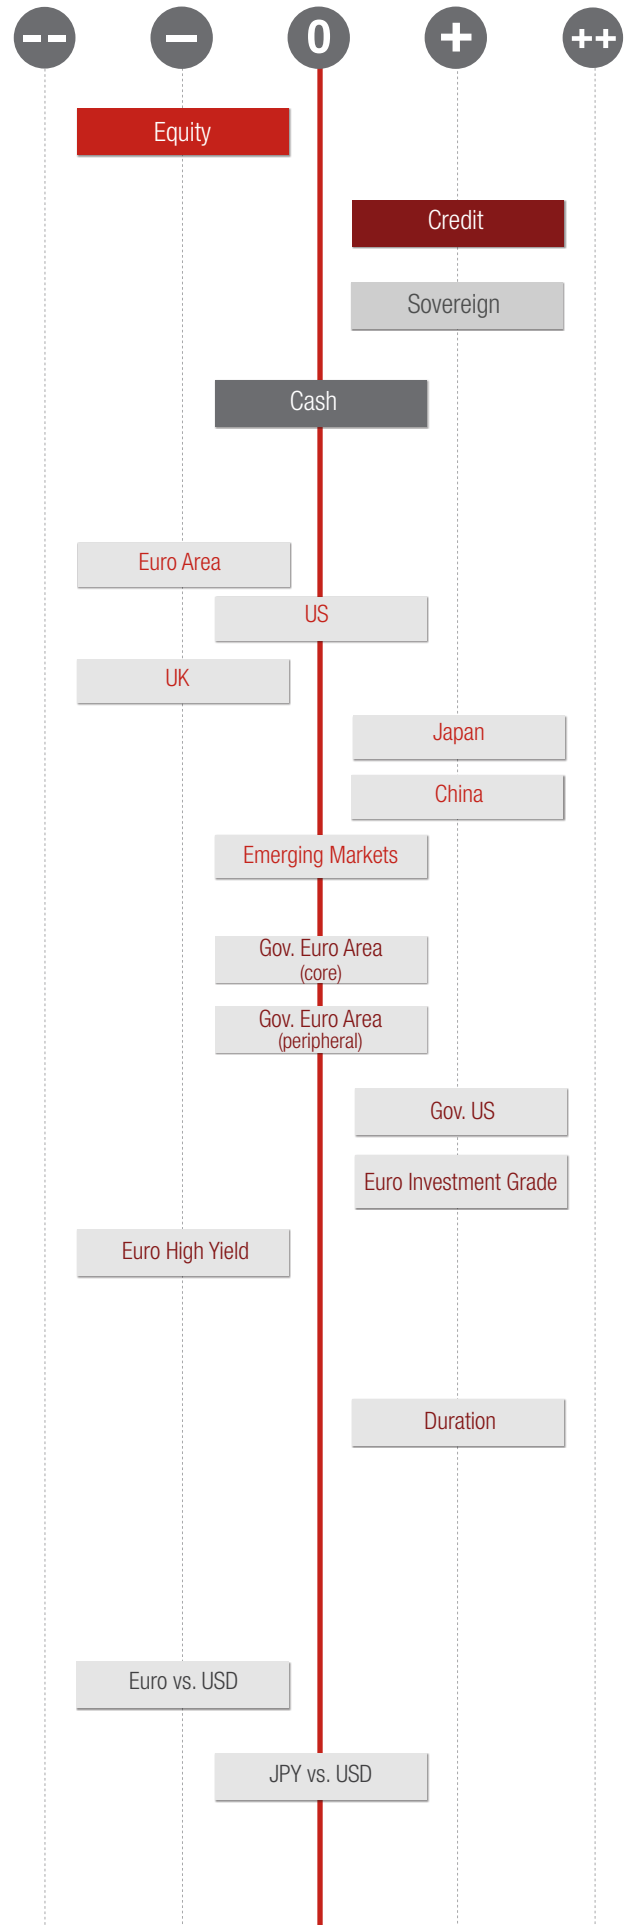 -- - 0 + ++
Equity
Credit
Sovereign
Cash
Euro Area
US
UK
Japan
China
Emerging Markets
Gov. Euro Area
(core)
Gov. Euro Area
(peripheral)
Gov. US
Euro Investment Grade
Euro High Yield
Duration
Euro vs. USD
JPY vs. USD